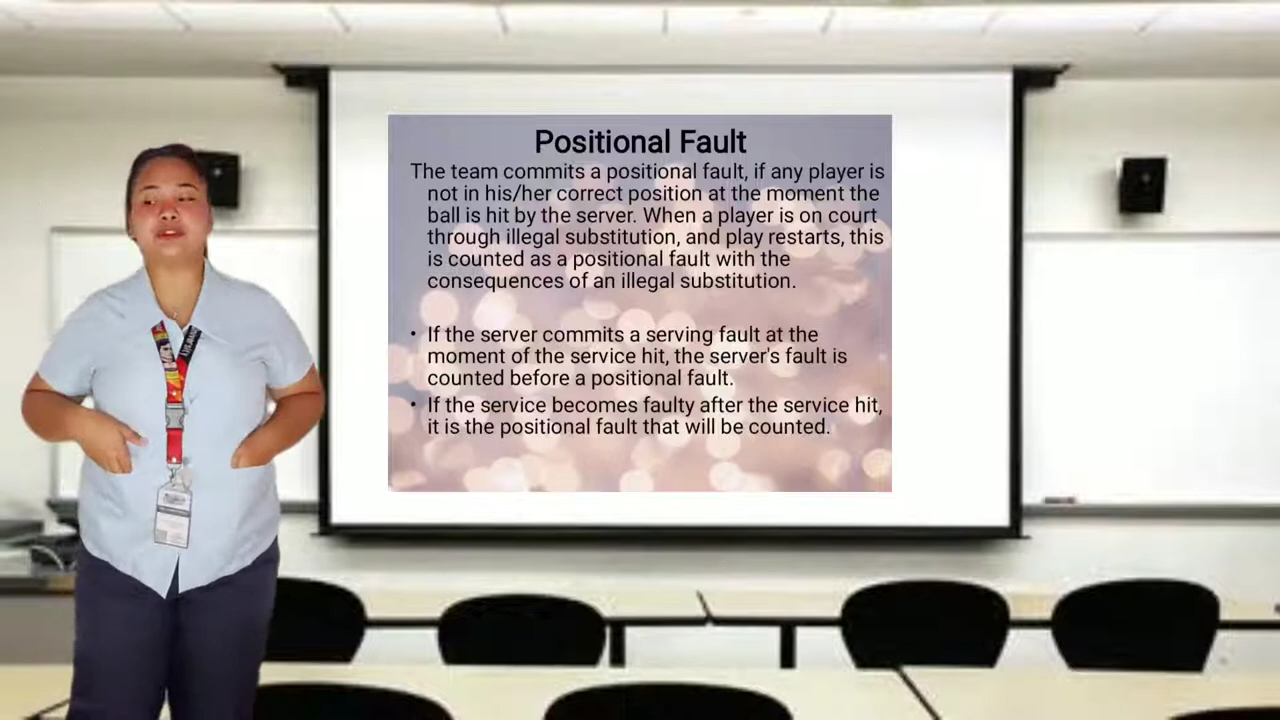 Positional Fault
The team commits a positional fault, if any player is
not in his/her correct position at the moment the
ball is hit by the server. When a player is on court
through illegal substitution, and play restarts, this
is counted as a positional fault with the
consequences of an illegal substitution.
• If the server commits a serving fault at the
moment of the service hit, the server's fault is
counted before a positional fault.
• If the service becomes faulty after the service hit,
it is the positional fault that will be counted.